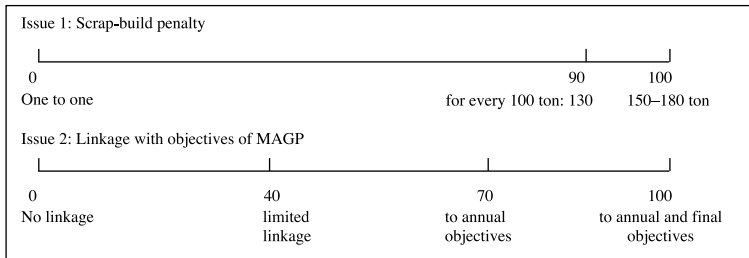 Issue 1: Scrap-build penalty
0 90 100
One to one for every 100 ton: 130 150–180 ton
Issue 2: Linkage with objectives of MAGP
0 40 70 100
No linkage limited to annual to annual and final
linkage objectives objectives